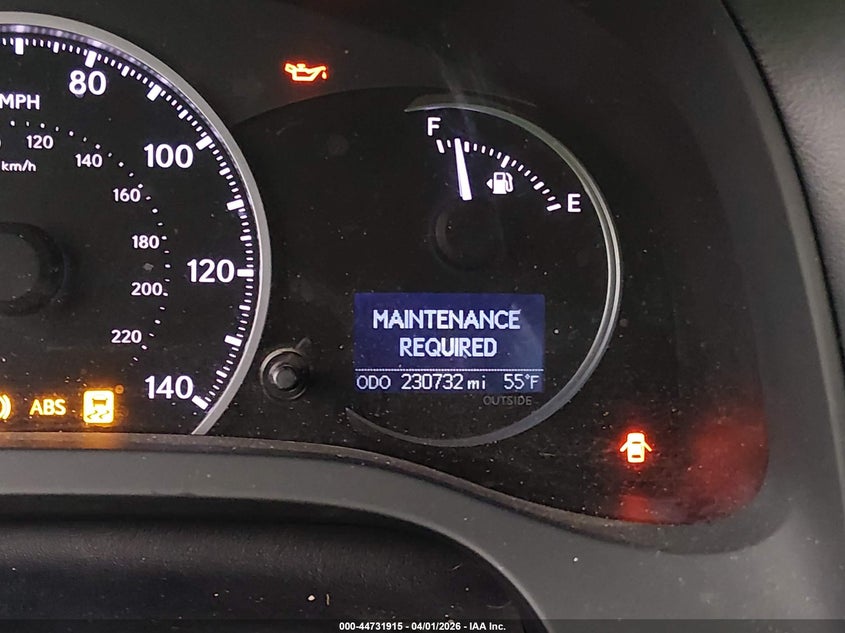 80
MPH
100
120
km/h
140
160
F
E
180
120
200
220
140
MAINTENANCE
REQUIRED
ODO 230732 mi 55°F
OUTSIDE
ABS
000-44731915 - 04/01/2026 - IAA Inc.